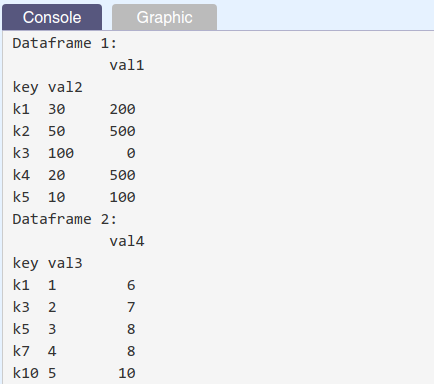 Console Graphic
Dataframe 1:
val1
key val2
k1 30 200
k2 50 500
k3 100 0
k4 20 500
k5 10 100
Dataframe 2:
val4
key val3
k1 1 6
k3 2 7
k5 3 8
k7 4 8
k10 5 10